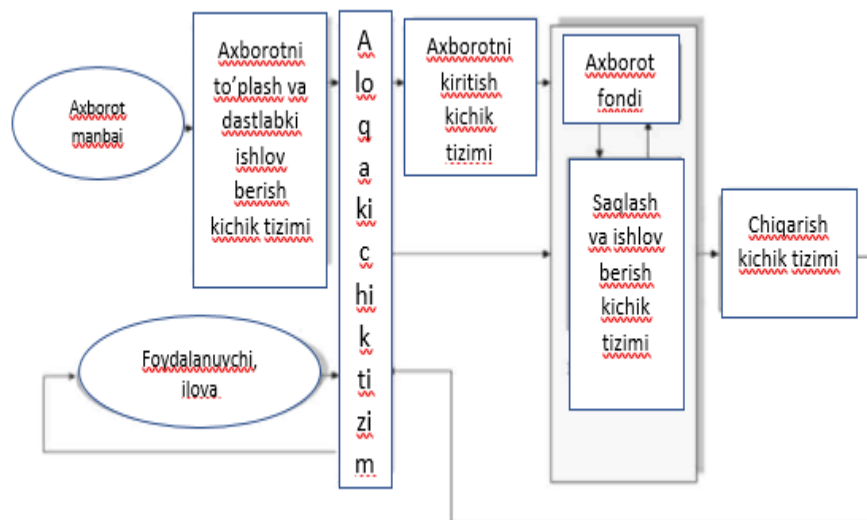 Axborot
manbai
Axborotni
to’plash va
dastlabki
ishlov
berish
kichik tizimi
A
lo
q
a
ki
c
hi
k
ti
zi
m
Axborotni
kiritish
kichik
tizimi
Axborot
fondi
Saqlash
va ishlov
berish
kichik
tizimi
Chiqarish
kichik tizimi
Foydalanuvchi,
ilova